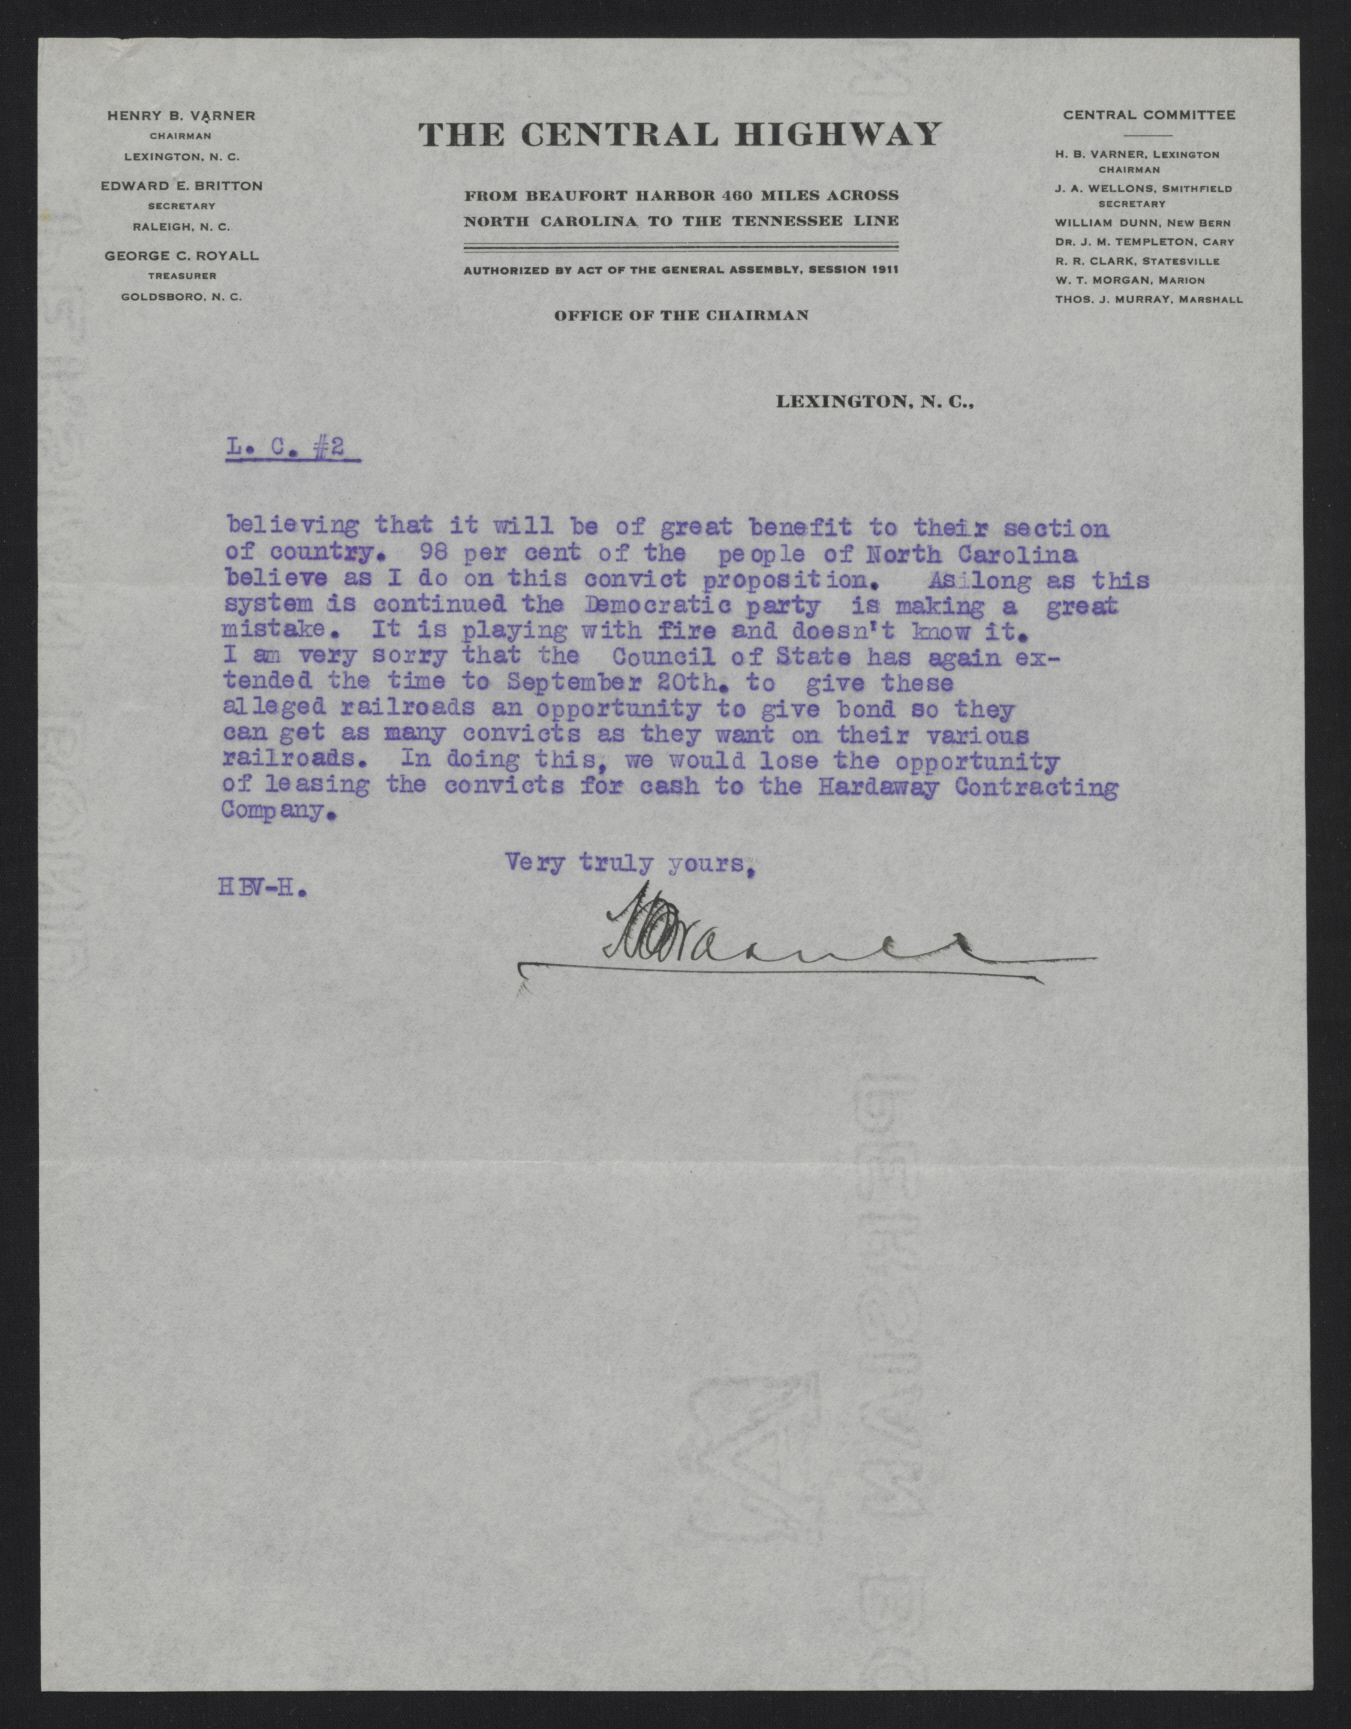 HENRY B. VARNER
CHAIRMAN
LEXINGTON, N. C.
EDWARD E. BRITTON
SECRETARY
RALEIGH, N. C.
GEORGE C. ROYALL
TREASURER
GOLDSBORO, N. C.
THE CENTRAL HIGHWAY
FROM BEAUFORT HARBOR 460 MILES ACROSS
NORTH CAROLINA TO THE TENNESSEE LINE
AUTHORIZED BY ACT OF THE GENERAL ASSEMBLY, SESSION 1911
OFFICE OF THE CHAIRMAN
CENTRAL COMMITTEE
H. B. VARNER, LEXINGTON
CHAIRMAN
J. A. WELLONS, SMITHFIELD
SECRETARY
WILLIAM DUNN, NEW BERN
DR. J. M. TEMPLETON, CARY
R. R. CLARK, STATESVILLE
W. T. MORGAN, MARION
THOS. J. MURRAY, MARSHALL
LEXINGTON, N. C.,
L. C. #2
believing that it will be of great benefit to their section
of country. 98 per cent of the people of North Carolina
believe as I do on this convict proposition. As long as this
system is continued the Democratic party is making a great
mistake. It is playing with fire and doesn't know it.
I am very sorry that the Council of State has again ex-
tended the time to September 20th. to give these
alleged railroads an opportunity to give bond so they
can get as many convicts as they want on their various
railroads. In doing this, we would lose the opportunity
of leasing the convicts for cash to the Hardaway Contracting
Company.
Very truly yours,
HBV-H.
HBVarner